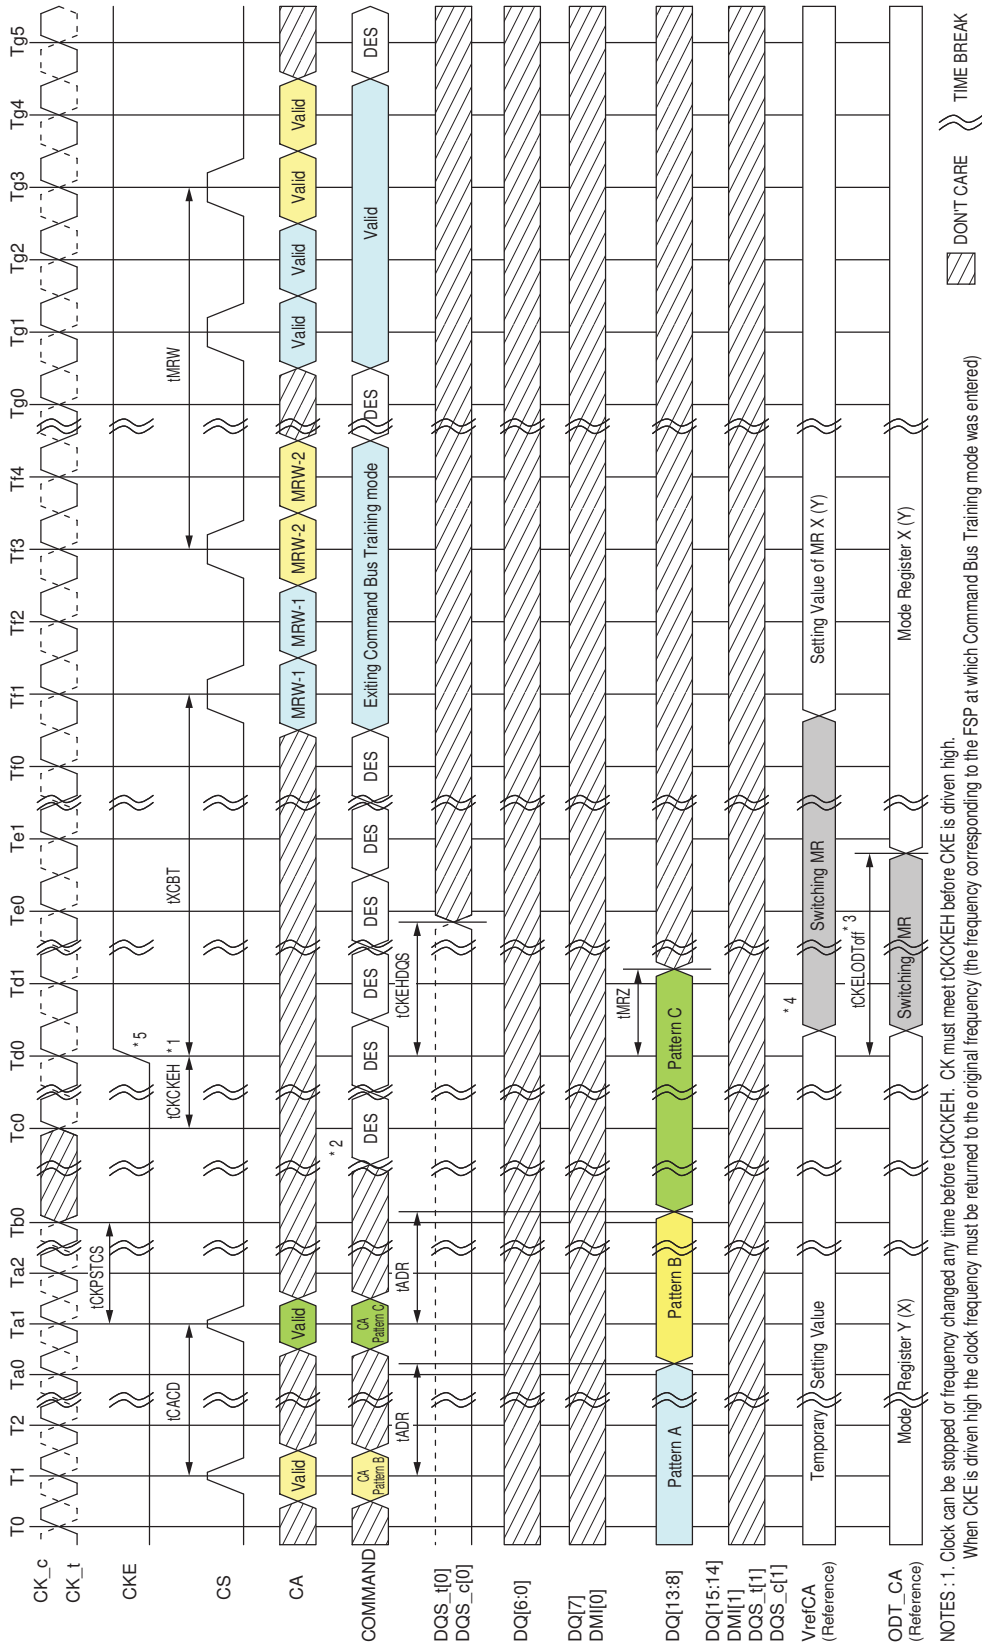 T0 T1 T2 Ta0 Ta1 Ta2 Tb0 Tc0 Td0 Td1 Te0 Te1 Tf0 Tf1 Tf2 Tf3 Tf4 Tg0 Tg1 Tg2 Tg3 Tg4 Tg5
CK_c
CK_t
tCKPSTCS
CKE
* 5
tCKCKEH * 1
tXCBT
tMRW
tCACD
CS
CA
Valid Valid MRW-1 MRW-1 MRW-2 MRW-2 Valid Valid Valid Valid
* 2
COMMAND
CA Pattern B
CA Pattern C
DES DES DES DES DES DES Exiting Command Bus Training mode DES Valid DES
tADR tADR tCKEHDQS
DQS_t[0]
DQS_c[0]
DQ[6:0]
DQ[7]
DMI[0]
tMRZ
DQ[13:8]
Pattern A Pattern B Pattern C
DQ[15:14]
DMI[1]
DQS_t[1]
DQS_c[1]
* 4
VrefCA
(Reference)
Temporary Setting Value Switching MR Setting Value of MR X (Y)
tCKELODToff * 3
ODT_CA
(Reference)
Mode Register Y (X) Switching MR Mode Register X (Y)
DON'T CARE TIME BREAK
NOTES : 1. Clock can be stopped or frequency changed any time before tCKCKEH. CK must meet tCKCKEH before CKE is driven high.
When CKE is driven high the clock frequency must be returned to the original frequency (the frequency corresponding to the FSP at which Command Bus Training mode was entered)